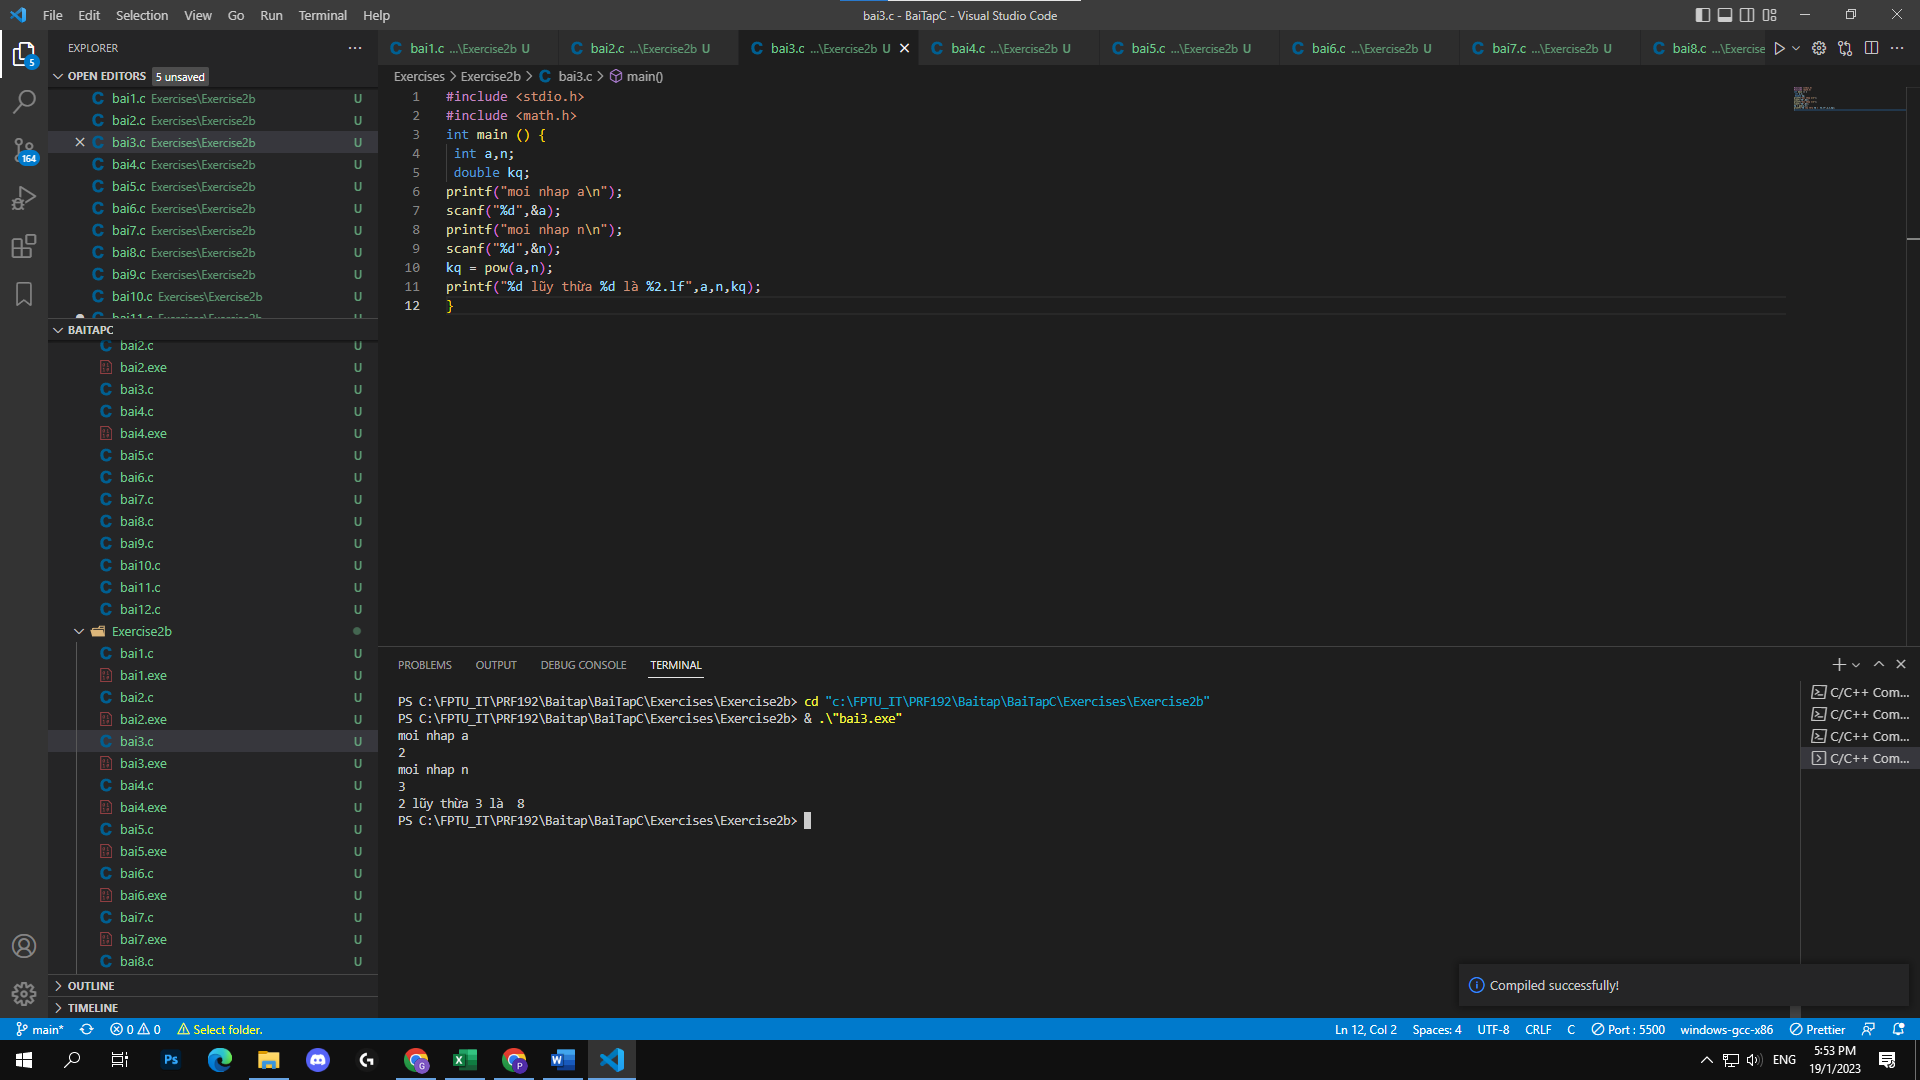 File Edit Selection View Go Run Terminal Help
bai3.c - BaiTapC - Visual Studio Code
EXPLORER
OPEN EDITORS 5 unsaved
bai1.c Exercises\Exercise2b U
bai2.c Exercises\Exercise2b U
bai3.c Exercises\Exercise2b U
bai4.c Exercises\Exercise2b U
bai5.c Exercises\Exercise2b U
bai6.c Exercises\Exercise2b U
bai7.c Exercises\Exercise2b U
bai8.c Exercises\Exercise2b U
bai9.c Exercises\Exercise2b U
bai10.c Exercises\Exercise2b U
bai11.c Exercises\Exercise2b U
BAITAPC
bai2.c U
bai2.exe U
bai3.c U
bai4.c U
bai4.exe U
bai5.c U
bai6.c U
bai7.c U
bai8.c U
bai9.c U
bai10.c U
bai11.c U
bai12.c U
Exercise2b
bai1.c U
bai1.exe U
bai2.c U
bai2.exe U
bai3.c U
bai3.exe U
bai4.c U
bai4.exe U
bai5.c U
bai5.exe U
bai6.c U
bai6.exe U
bai7.c U
bai7.exe U
bai8.c U
OUTLINE
TIMELINE
5
164
bai1.c ...\Exercise2b U
bai2.c ...\Exercise2b U
bai3.c ...\Exercise2b U
bai4.c ...\Exercise2b U
bai5.c ...\Exercise2b U
bai6.c ...\Exercise2b U
bai7.c ...\Exercise2b U
bai8.c ...\Exercise
Exercises > Exercise2b > bai3.c > main()
1 #include <stdio.h>
2 #include <math.h>
3 int main () {
4 int a,n;
5 double kq;
6 printf("moi nhap a\n");
7 scanf("%d",&a);
8 printf("moi nhap n\n");
9 scanf("%d",&n);
10 kq = pow(a,n);
11 printf("%d lũy thừa %d là %2.lf",a,n,kq);
12 }
PROBLEMS OUTPUT DEBUG CONSOLE TERMINAL
PS C:\FPTU_IT\PRF192\Baitap\BaiTapC\Exercises\Exercise2b> cd "c:\FPTU_IT\PRF192\Baitap\BaiTapC\Exercises\Exercise2b"
PS C:\FPTU_IT\PRF192\Baitap\BaiTapC\Exercises\Exercise2b> & .\"bai3.exe"
moi nhap a
2
moi nhap n
3
2 lũy thừa 3 là  8
PS C:\FPTU_IT\PRF192\Baitap\BaiTapC\Exercises\Exercise2b>
C/C++ Com...
C/C++ Com...
C/C++ Com...
C/C++ Com...
Compiled successfully!
main* 0 0 Select folder.
Ln 12, Col 2 Spaces: 4 UTF-8 CRLF C Port : 5500 windows-gcc-x86 Prettier
Ps G P W
ENG
5:53 PM
19/1/2023